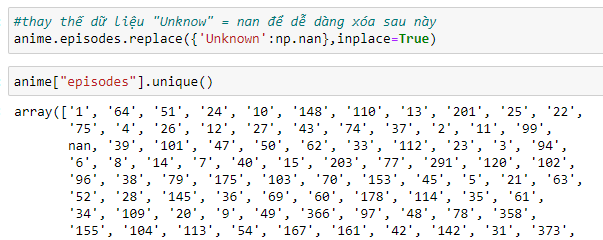 #thay thế dữ liệu "Unknow" = nan để dễ dàng xóa sau này
anime.episodes.replace({'Unknown':np.nan},inplace=True)
anime["episodes"].unique()
array(['1', '64', '51', '24', '10', '148', '110', '13', '201', '25', '22',
'75', '4', '26', '12', '27', '43', '74', '37', '2', '11', '99',
nan, '39', '101', '47', '50', '62', '33', '112', '23', '3', '94',
'6', '8', '14', '7', '40', '15', '203', '77', '291', '120', '102',
'96', '38', '79', '175', '103', '70', '153', '45', '5', '21', '63',
'52', '28', '145', '36', '69', '60', '178', '114', '35', '61',
'34', '109', '20', '9', '49', '366', '97', '48', '78', '358',
'155', '104', '113', '54', '167', '161', '42', '142', '31', '373',